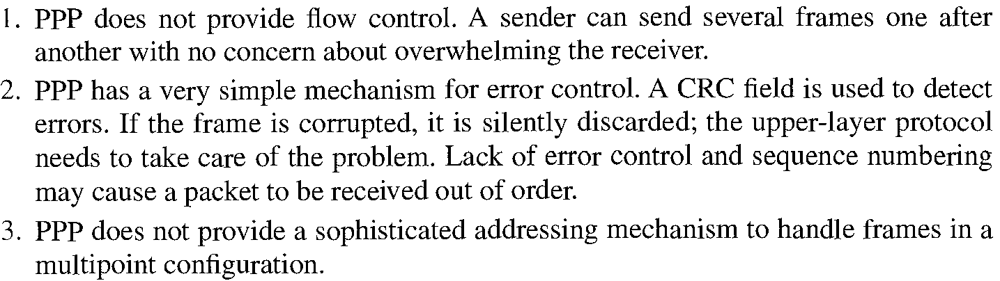 1. PPP does not provide flow control. A sender can send several frames one after
another with no concern about overwhelming the receiver.
2. PPP has a very simple mechanism for error control. A CRC field is used to detect
errors. If the frame is corrupted, it is silently discarded; the upper-layer protocol
needs to take care of the problem. Lack of error control and sequence numbering
may cause a packet to be received out of order.
3. PPP does not provide a sophisticated addressing mechanism to handle frames in a
multipoint configuration.